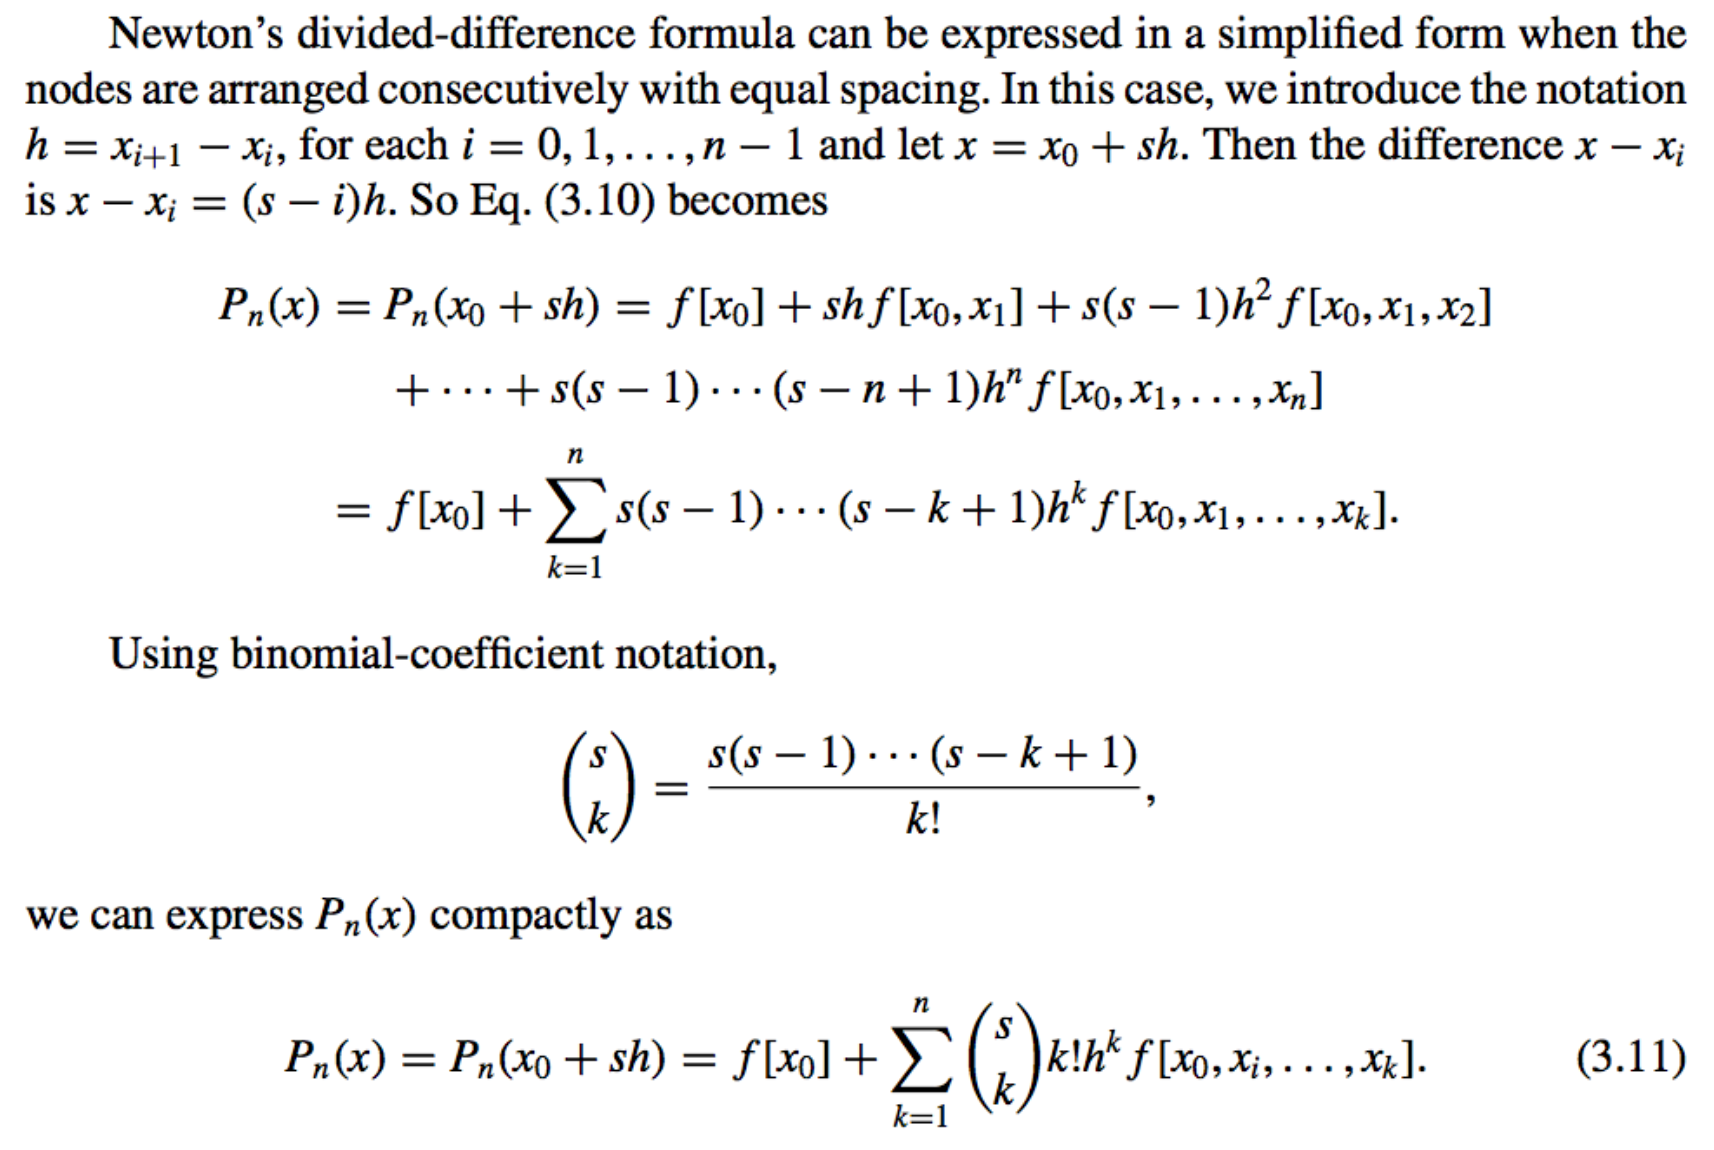 Newton's divided-difference formula can be expressed in a simplified form when the
nodes are arranged consecutively with equal spacing. In this case, we introduce the notation
h = x_{i+1} − x_i, for each i = 0, 1, . . . , n − 1 and let x = x_0 + sh. Then the difference x − x_i
is x − x_i = (s − i)h. So Eq. (3.10) becomes
P_n(x) = P_n(x_0 + sh) = f[x_0] + shf[x_0, x_1] + s(s − 1)h^2 f[x_0, x_1, x_2]
+ · · · + s(s − 1) · · · (s − n + 1)h^n f[x_0, x_1, . . . , x_n]
= f[x_0] + \sum_{k=1}^{n} s(s − 1) · · · (s − k + 1)h^k f[x_0, x_1, . . . , x_k].
Using binomial-coefficient notation,
\binom{s}{k} = \frac{s(s − 1) · · · (s − k + 1)}{k!},
we can express P_n(x) compactly as
P_n(x) = P_n(x_0 + sh) = f[x_0] + \sum_{k=1}^{n} \binom{s}{k} k!h^k f[x_0, x_i, . . . , x_k]. (3.11)